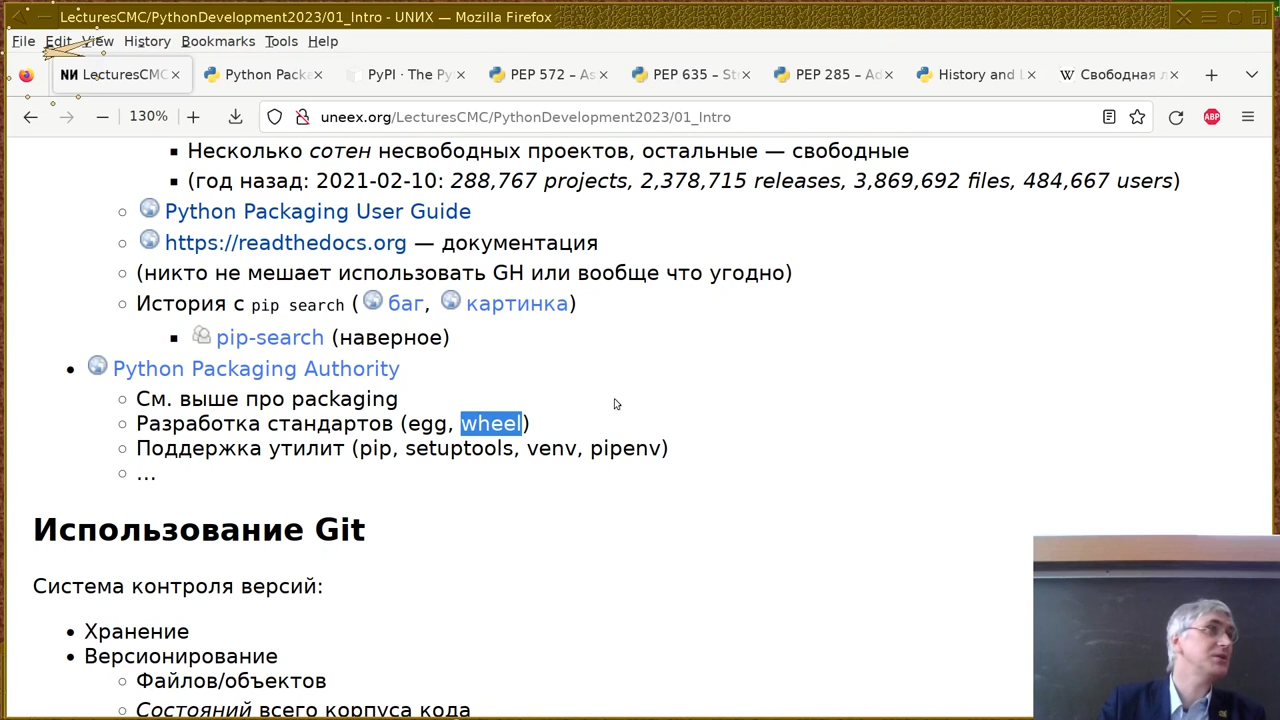 LecturesCMC/PythonDevelopment2023/01_Intro - UNИX — Mozilla Firefox
File Edit View History Bookmarks Tools Help
NИ LecturesCMC Python Packa PyPI · The Py PEP 572 – As PEP 635 – St PEP 285 – Ad History and L W Свободная л
130% uneex.org/LecturesCMC/PythonDevelopment2023/01_Intro ABP
Несколько сотен несвободных проектов, остальные — свободные
(год назад: 2021-02-10: 288,767 projects, 2,378,715 releases, 3,869,692 files, 484,667 users)
Python Packaging User Guide
https://readthedocs.org — документация
(никто не мешает использовать GH или вообще что угодно)
История с pip search ( баг, картинка)
pip-search (наверное)
Python Packaging Authority
См. выше про packaging
Разработка стандартов (egg, wheel)
Поддержка утилит (pip, setuptools, venv, pipenv)
…
Использование Git
Система контроля версий:
Хранение
Версионирование
Файлов/объектов
Состояний всего корпуса кода